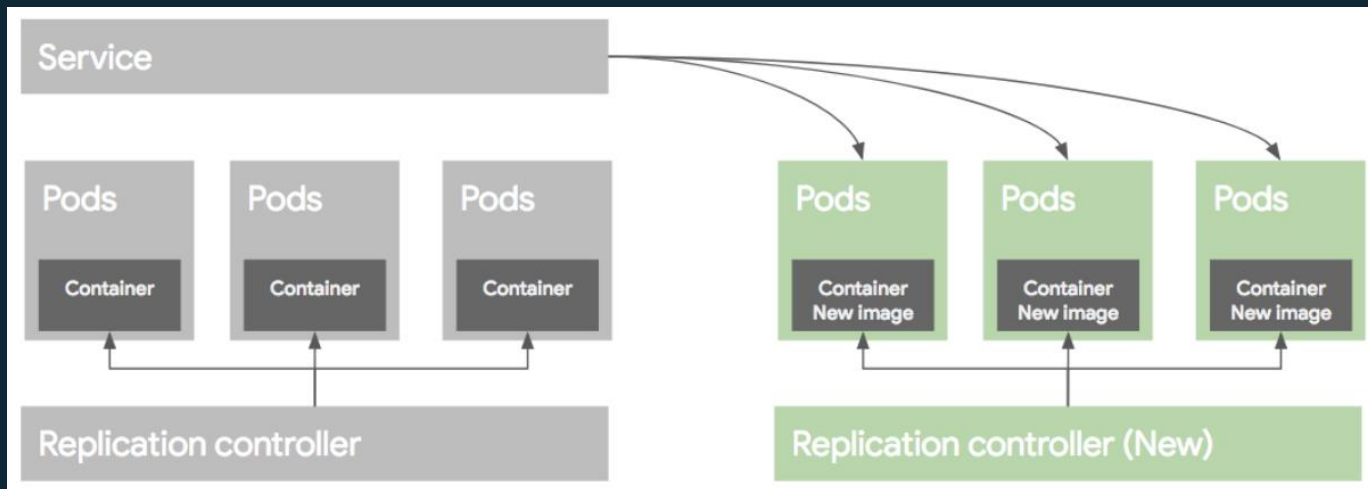 Service
Pods
Pods
Pods
Pods
Pods
Pods
Container
Container
Container
Container
New image
Container
New image
Container
New image
Replication controller
Replication controller (New)